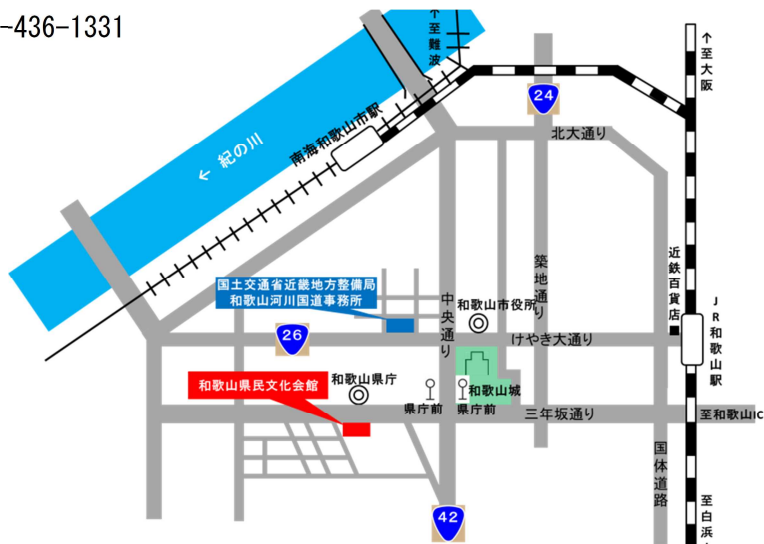 -436-1331
↑至難波
↑至大阪
24
南海和歌山市駅
北大通り
← 紀の川
国土交通省近畿地方整備局
和歌山河川国道事務所
中央通り
和歌山市役所
築地通り
近鉄百貨店
JR和歌山駅
26
けやき大通り
和歌山県民文化会館
和歌山県庁
県庁前
県庁前
和歌山城
三年坂通り
至和歌山IC
国体道路
至白浜
42